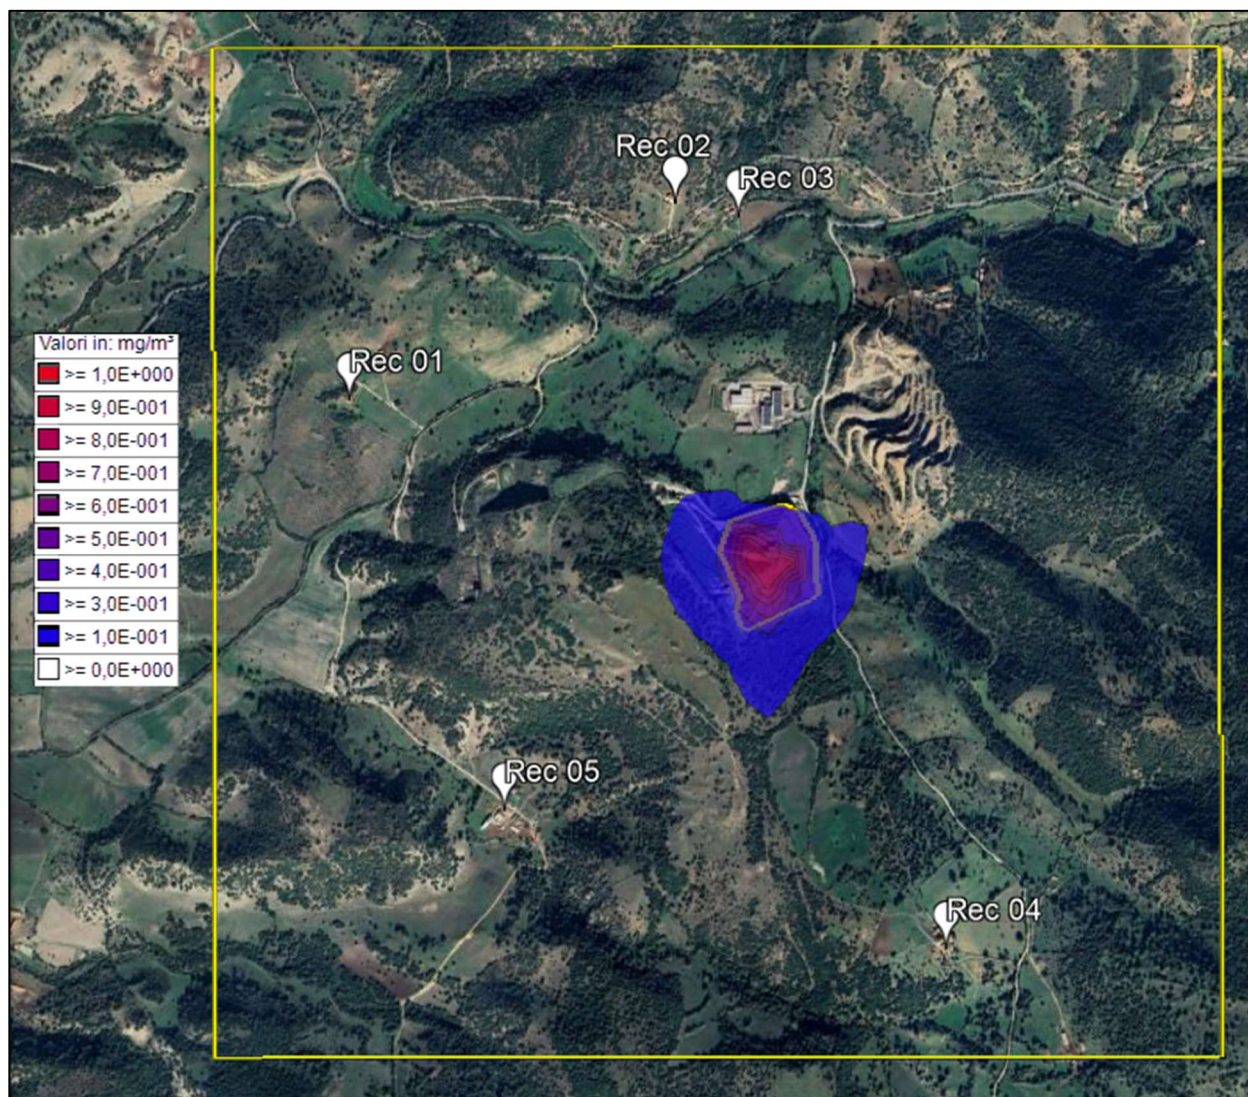 Rec 02
Rec 03
Rec 01
Valori in: mg/m³
>= 1,0E+000
>= 9,0E-001
>= 8,0E-001
>= 7,0E-001
>= 6,0E-001
>= 5,0E-001
>= 4,0E-001
>= 3,0E-001
>= 1,0E-001
>= 0,0E+000
Rec 05
Rec 04